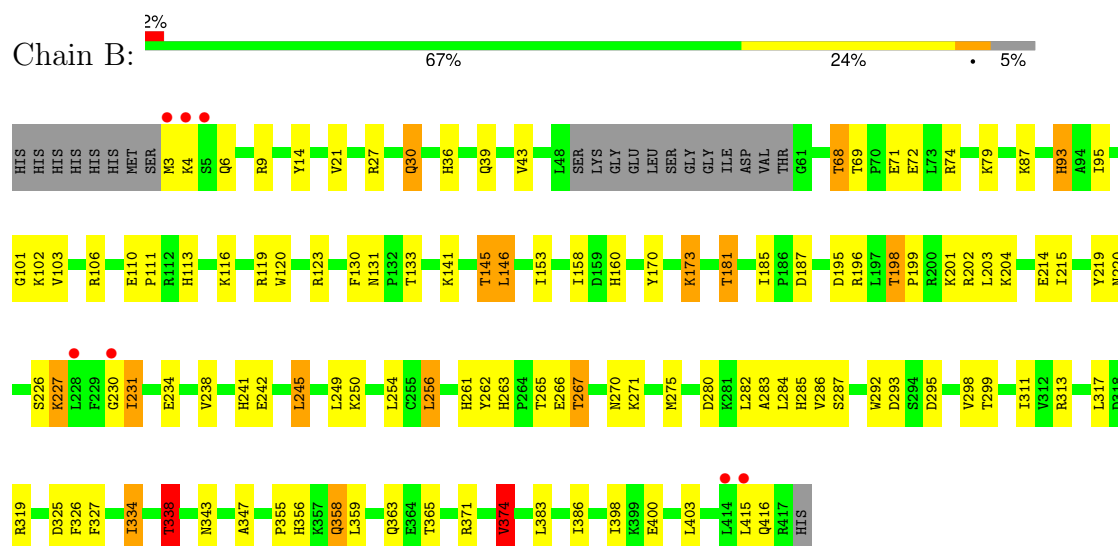 2%
Chain B:
67% 24% • 5%
HIS HIS HIS HIS HIS HIS MET SER M3 K4 S5 Q6 R9 Y14 V21 R27 Q30 H36 Q39 V43 L48 SER LYS GLY GLU LEU SER GLY GLY ILE ASP VAL THR G61 T68 T69 P70 E71 E72 L73 R74 K79 K87 H93 A94 I95
G101 K102 V103 R106 E110 P111 R112 H113 K116 R119 W120 R123 F130 N131 P132 T133 K141 T145 L146 I153 I158 D159 H160 Y170 K173 T181 I185 P186 D187 D195 R196 L197 T198 P199 R200 K201 R202 L203 K204 E214 I215 Y219 N220
S226 K227 L228 F229 G230 I231 E234 V238 H241 E242 L245 L249 K250 L254 C255 L256 H261 Y262 H263 P264 T265 E266 T267 N270 K271 M275 D280 K281 L282 A283 L284 H285 V286 S287 W292 D293 S294 D295 V298 T299 I311 V312 R313 L317 D318
R319 D325 F326 F327 I334 T338 N343 A347 P355 H356 K357 Q358 L359 Q363 E364 T365 R371 V374 L383 I386 I398 K399 E400 L403 L414 L415 Q416 R417 HIS